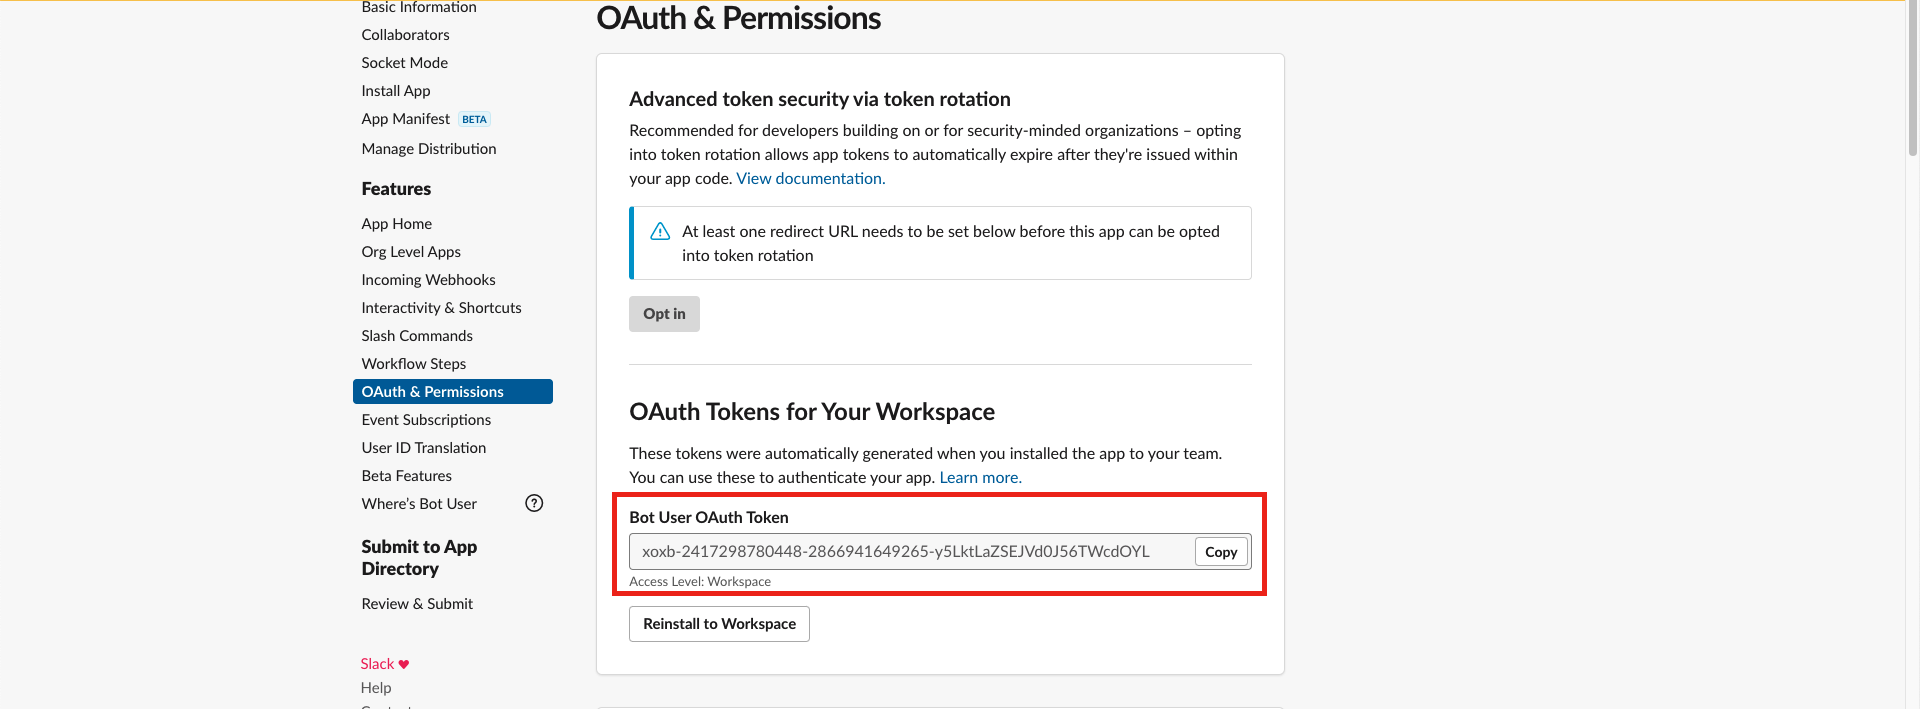 Basic Information
Collaborators
Socket Mode
Install App
App Manifest BETA
Manage Distribution
Features
App Home
Org Level Apps
Incoming Webhooks
Interactivity & Shortcuts
Slash Commands
Workflow Steps
OAuth & Permissions
Event Subscriptions
User ID Translation
Beta Features
Where's Bot User ?
Submit to App
Directory
Review & Submit
Slack ♥
Help
OAuth & Permissions
Advanced token security via token rotation
Recommended for developers building on or for security-minded organizations – opting
into token rotation allows app tokens to automatically expire after they're issued within
your app code. View documentation.
At least one redirect URL needs to be set below before this app can be opted
into token rotation
Opt in
OAuth Tokens for Your Workspace
These tokens were automatically generated when you installed the app to your team.
You can use these to authenticate your app. Learn more.
Bot User OAuth Token
xoxb-2417298780448-2866941649265-y5LktLaZSEJVd0J56TWcdOYL Copy
Access Level: Workspace
Reinstall to Workspace